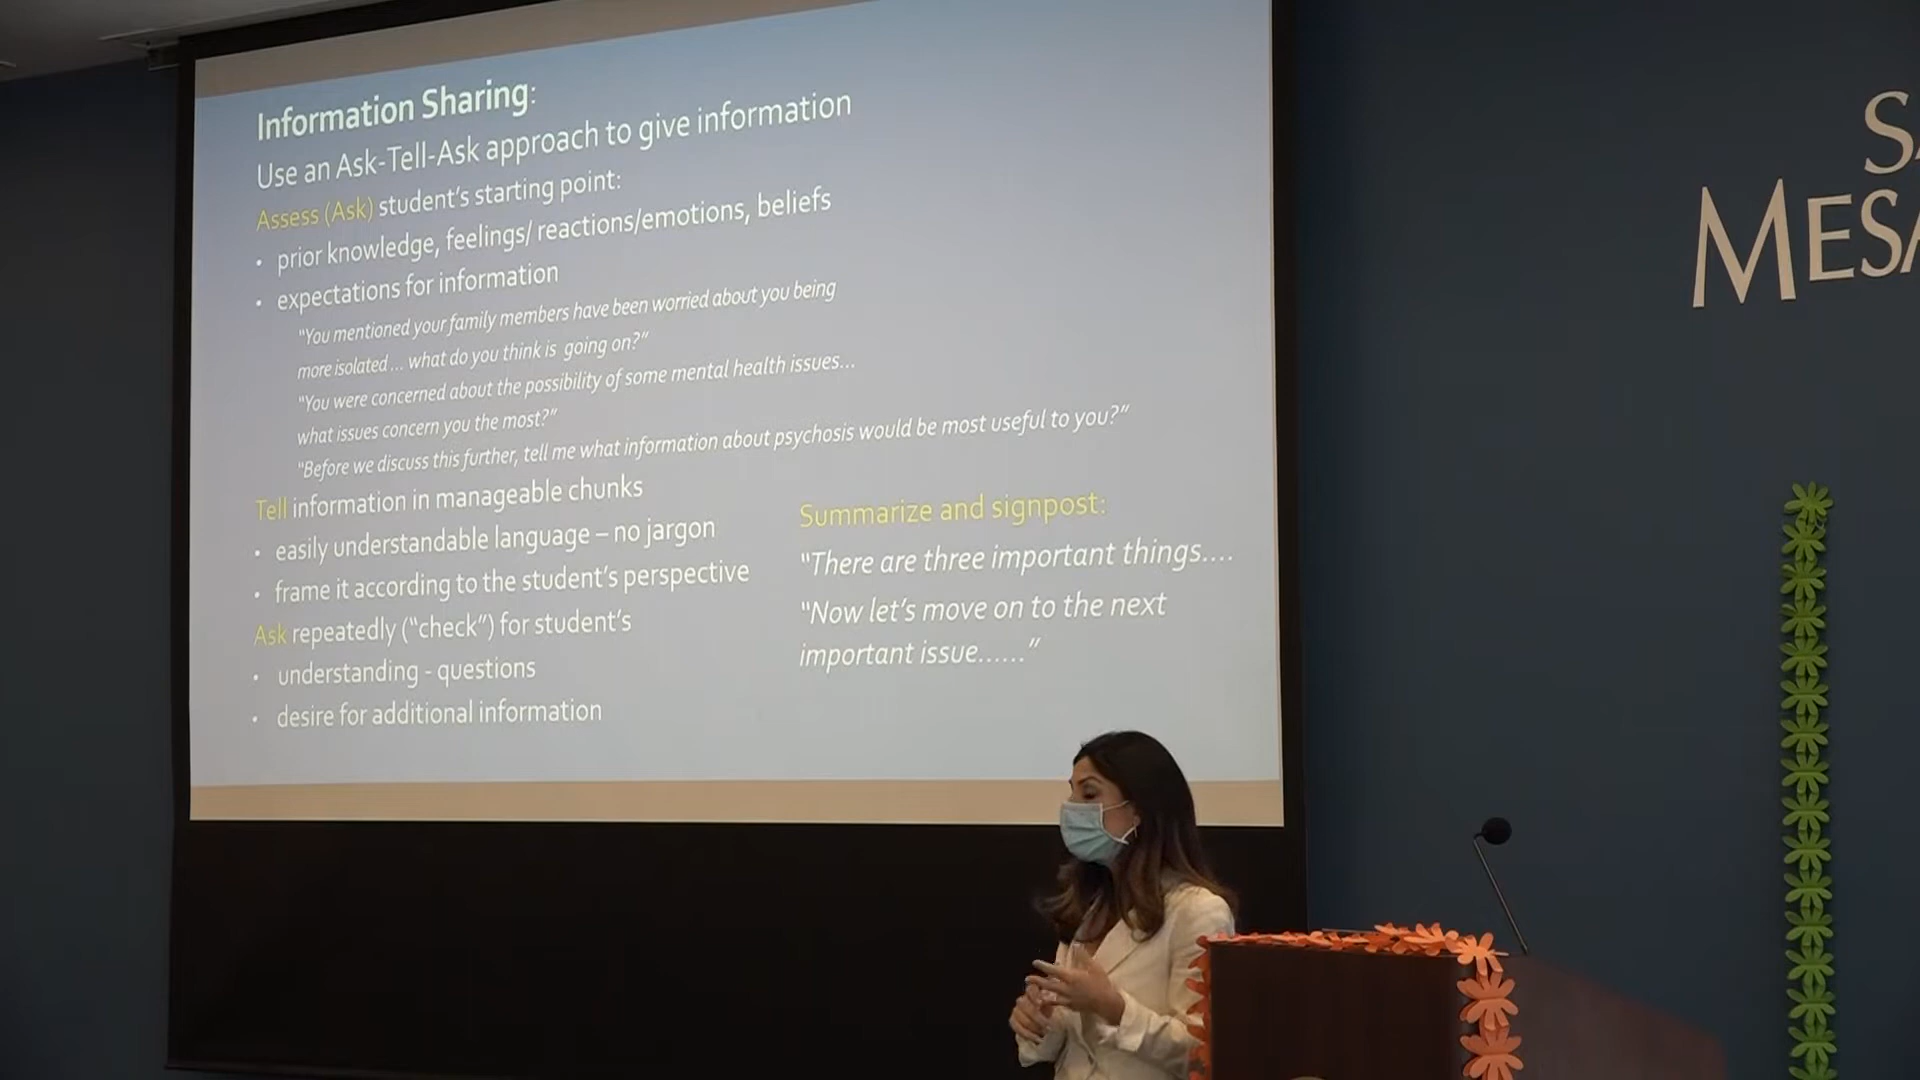 Information Sharing:
Use an Ask-Tell-Ask approach to give information
Assess (Ask) student's starting point:
• prior knowledge, feelings/ reactions/emotions, beliefs
• expectations for information
"You mentioned your family members have been worried about you being
more isolated ... what do you think is going on?"
"You were concerned about the possibility of some mental health issues...
what issues concern you the most?"
"Before we discuss this further, tell me what information about psychosis would be most useful to you?"
Tell information in manageable chunks
• easily understandable language – no jargon
• frame it according to the student's perspective
Ask repeatedly ("check") for student's
• understanding - questions
• desire for additional information
Summarize and signpost:
"There are three important things....
"Now let's move on to the next
important issue......"
MESA